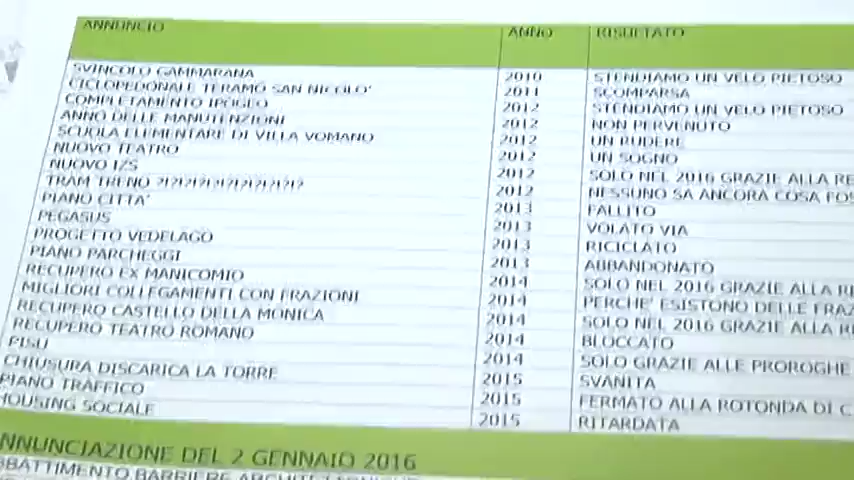 ANNUNCIO ANNO RISULTATO
SVINCOLO GAMMARANA 2010 STENDIAMO UN VELO PIETOSO
CICLOPEDONALE TERAMO SAN NICOLO' 2011 SCOMPARSA
COMPLETAMENTO IPOGEO 2012 STENDIAMO UN VELO PIETOSO
ANNO DELLE MANUTENZIONI 2012 NON PERVENUTO
SCUOLA ELEMENTARE DI VILLA VOMANO 2012 UN RUDERE
NUOVO TEATRO 2012 UN SOGNO
NUOVO IZS 2012 SOLO NEL 2016 GRAZIE ALLA RE
TRAM TRENO ?!?!?!?!?!?!?!?!?!? 2012 NESSUNO SA ANCORA COSA FOS
PIANO CITTA' 2013 FALLITO
PEGASUS 2013 VOLATO VIA
PROGETTO VEDELAGO 2013 RICICLATO
PIANO PARCHEGGI 2013 ABBANDONATO
RECUPERO EX MANICOMIO 2014 SOLO NEL 2016 GRAZIE ALLA RI
MIGLIORI COLLEGAMENTI CON FRAZIONI 2014 PERCHE' ESISTONO DELLE FRAZ
RECUPERO CASTELLO DELLA MONICA 2014 SOLO NEL 2016 GRAZIE ALLA R
RECUPERO TEATRO ROMANO 2014 BLOCCATO
PISU 2014 SOLO GRAZIE ALLE PROROGHE
CHIUSURA DISCARICA LA TORRE 2015 SVANITA
PIANO TRAFFICO 2015 FERMATO ALLA ROTONDA DI C
HOUSING SOCIALE 2015 RITARDATA
NNUNCIAZIONE DEL 2 GENNAIO 2016
BBATTIMENTO BARRIERE